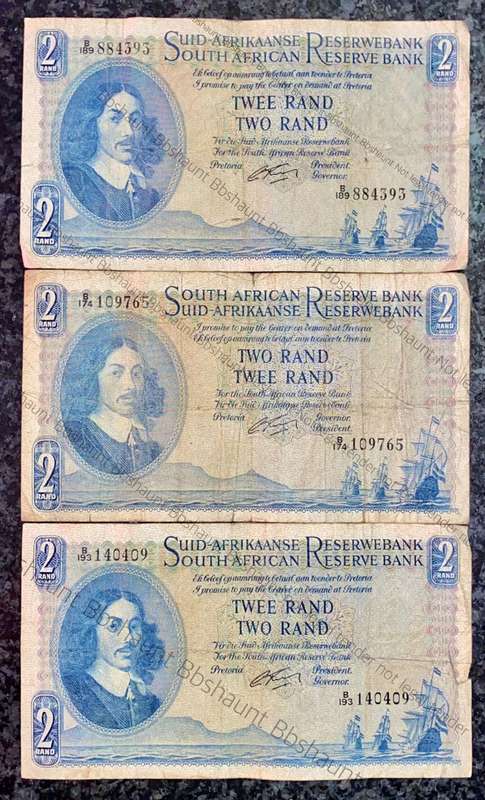 2
RAND
B/189 884393
SUID-AFRIKAANSE RESERWEBANK
SOUTH AFRICAN RESERVE BANK
2
RAND
Ek beloof op aanvraag te betaal aan toonder te Pretoria
I promise to pay the Bearer on demand at Pretoria
TWEE RAND
TWO RAND
Vir die Suid-Afrikaanse Reserwebank
For the South African Reserve Bank
Pretoria
President.
Governor.
B/189 884393
2
RAND
B/174 109765
SOUTH AFRICAN RESERVE BANK
SUID-AFRIKAANSE RESERWEBANK
2
RAND
I promise to pay the Bearer on demand at Pretoria
Ek beloof op aanvraag te betaal aan toonder te Pretoria
TWO RAND
TWEE RAND
For the South African Reserve Bank
Vir die Suid-Afrikaanse Reserwebank
Pretoria
Governor.
President.
B/174 109765
2
RAND
2
RAND
B/193 140409
SUID-AFRIKAANSE RESERWEBANK
SOUTH AFRICAN RESERVE BANK
2
RAND
Ek beloof op aanvraag te betaal aan toonder te Pretoria
I promise to pay the Bearer on demand at Pretoria
TWEE RAND
TWO RAND
Vir die Suid-Afrikaanse Reserwebank
For the South African Reserve Bank
Pretoria
President.
Governor.
B/193 140409
2
RAND
Bbshaunt Bbshaunt Bbshaunt
Not legal tender